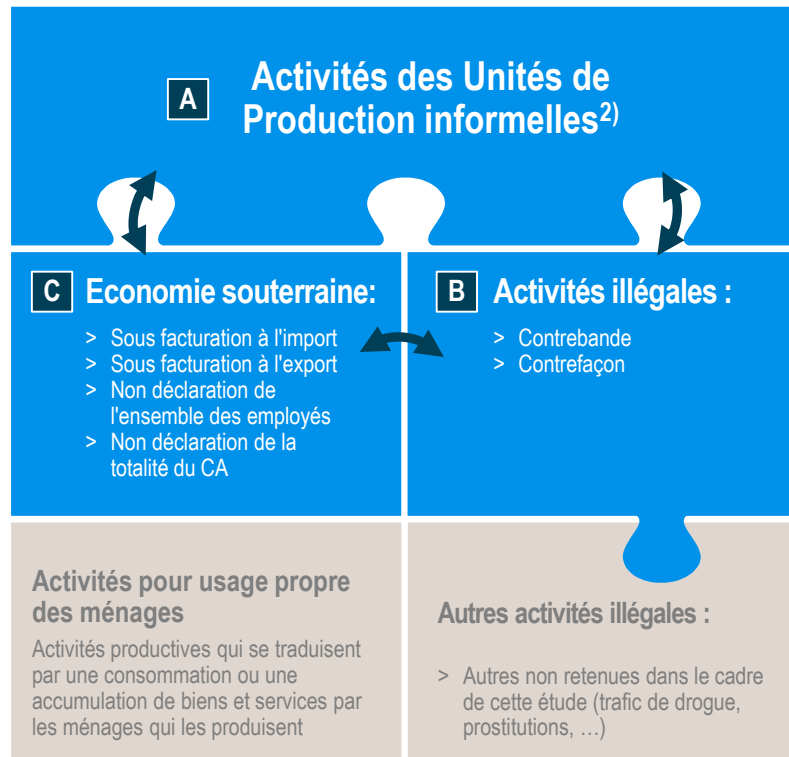 A
Activités des Unités de
Production informelles2)
C
Economie souterraine:
> Sous facturation à l'import
> Sous facturation à l'export
> Non déclaration de
l'ensemble des employés
> Non déclaration de la
totalité du CA
B
Activités illégales :
> Contrebande
> Contrefaçon
Activités pour usage propre
des ménages
Activités productives qui se traduisent
par une consommation ou une
accumulation de biens et services par
les ménages qui les produisent
Autres activités illégales :
> Autres non retenues dans le cadre
de cette étude (trafic de drogue,
prostitutions, …)